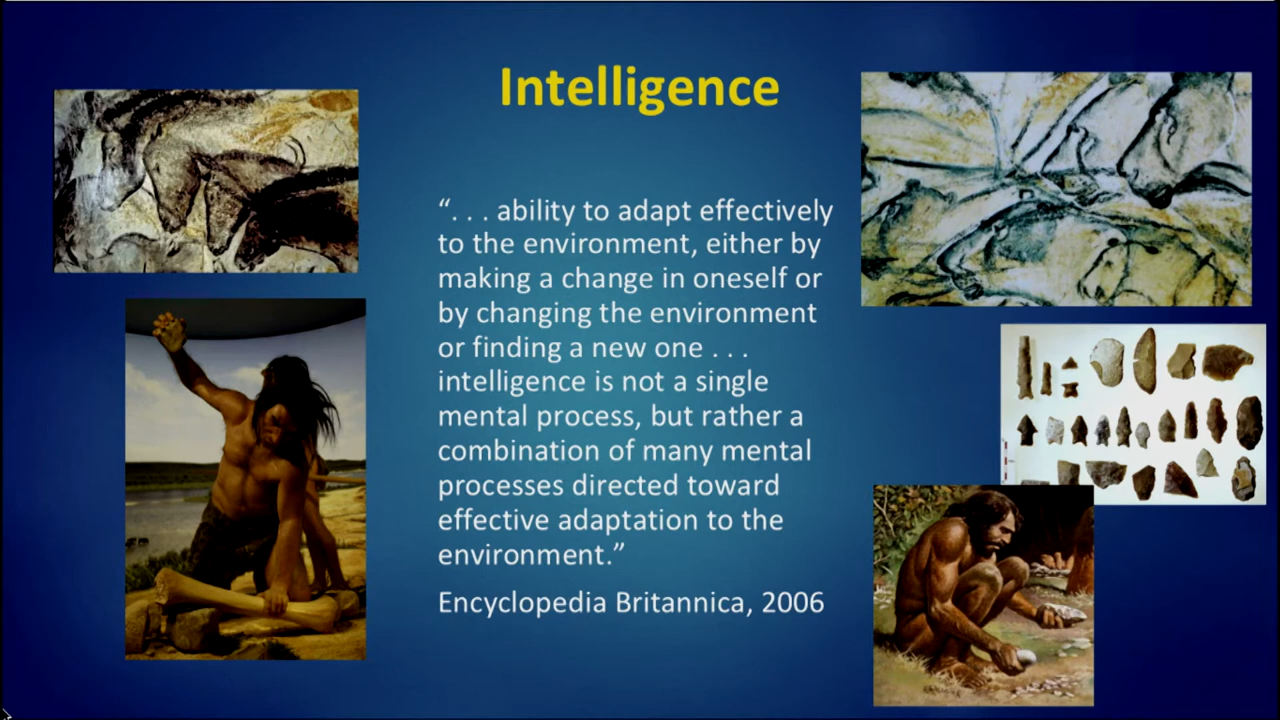 Intelligence
“. . . ability to adapt effectively
to the environment, either by
making a change in oneself or
by changing the environment
or finding a new one . . .
intelligence is not a single
mental process, but rather a
combination of many mental
processes directed toward
effective adaptation to the
environment.”
Encyclopedia Britannica, 2006